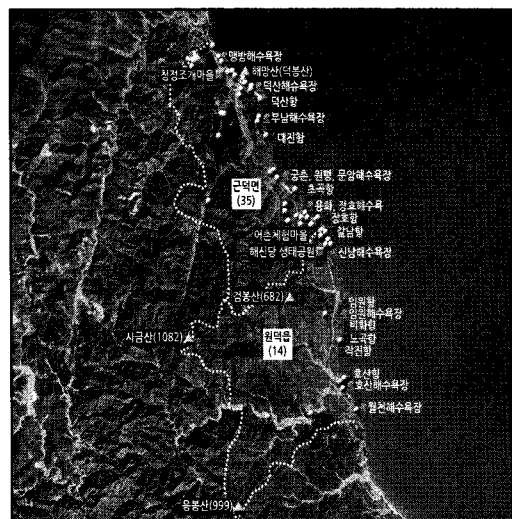 맹방해수욕장
해망산(덕봉산)
덕산해수욕장
덕산항
부남해수욕장
대진항
궁촌, 원평, 문암해수욕장
근덕면
(35)
초곡항
용화, 장호해수욕
장호항
어촌체험마을
갈남항
해신당 생태공원
신남해수욕장
검봉산(682)
임원항
임원해수욕장
비화항
사금산(1082)
원덕읍
(14)
노곡항
작진항
호산항
호산해수욕장
월천해수욕장
응봉산(999)